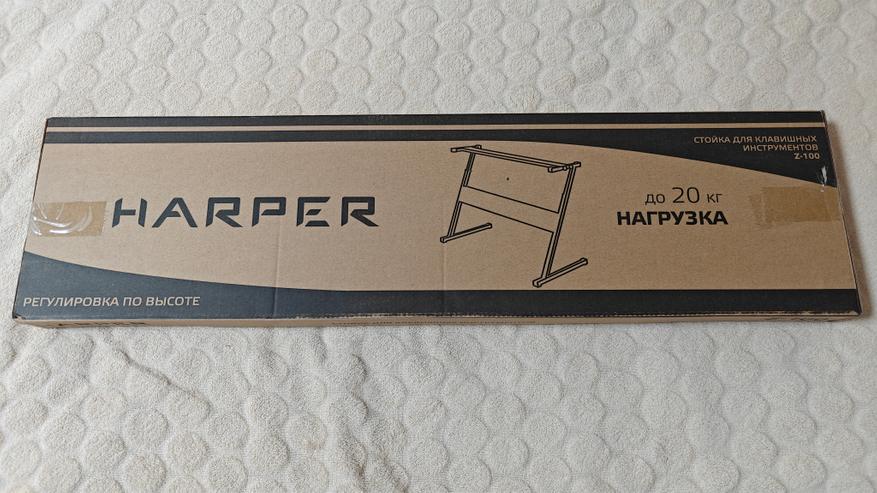 СТОЙКА ДЛЯ КЛАВИШНЫХ
ИНСТРУМЕНТОВ
Z-100
HARPER
ДО 20 КГ
НАГРУЗКА
РЕГУЛИРОВКА ПО ВЫСОТЕ